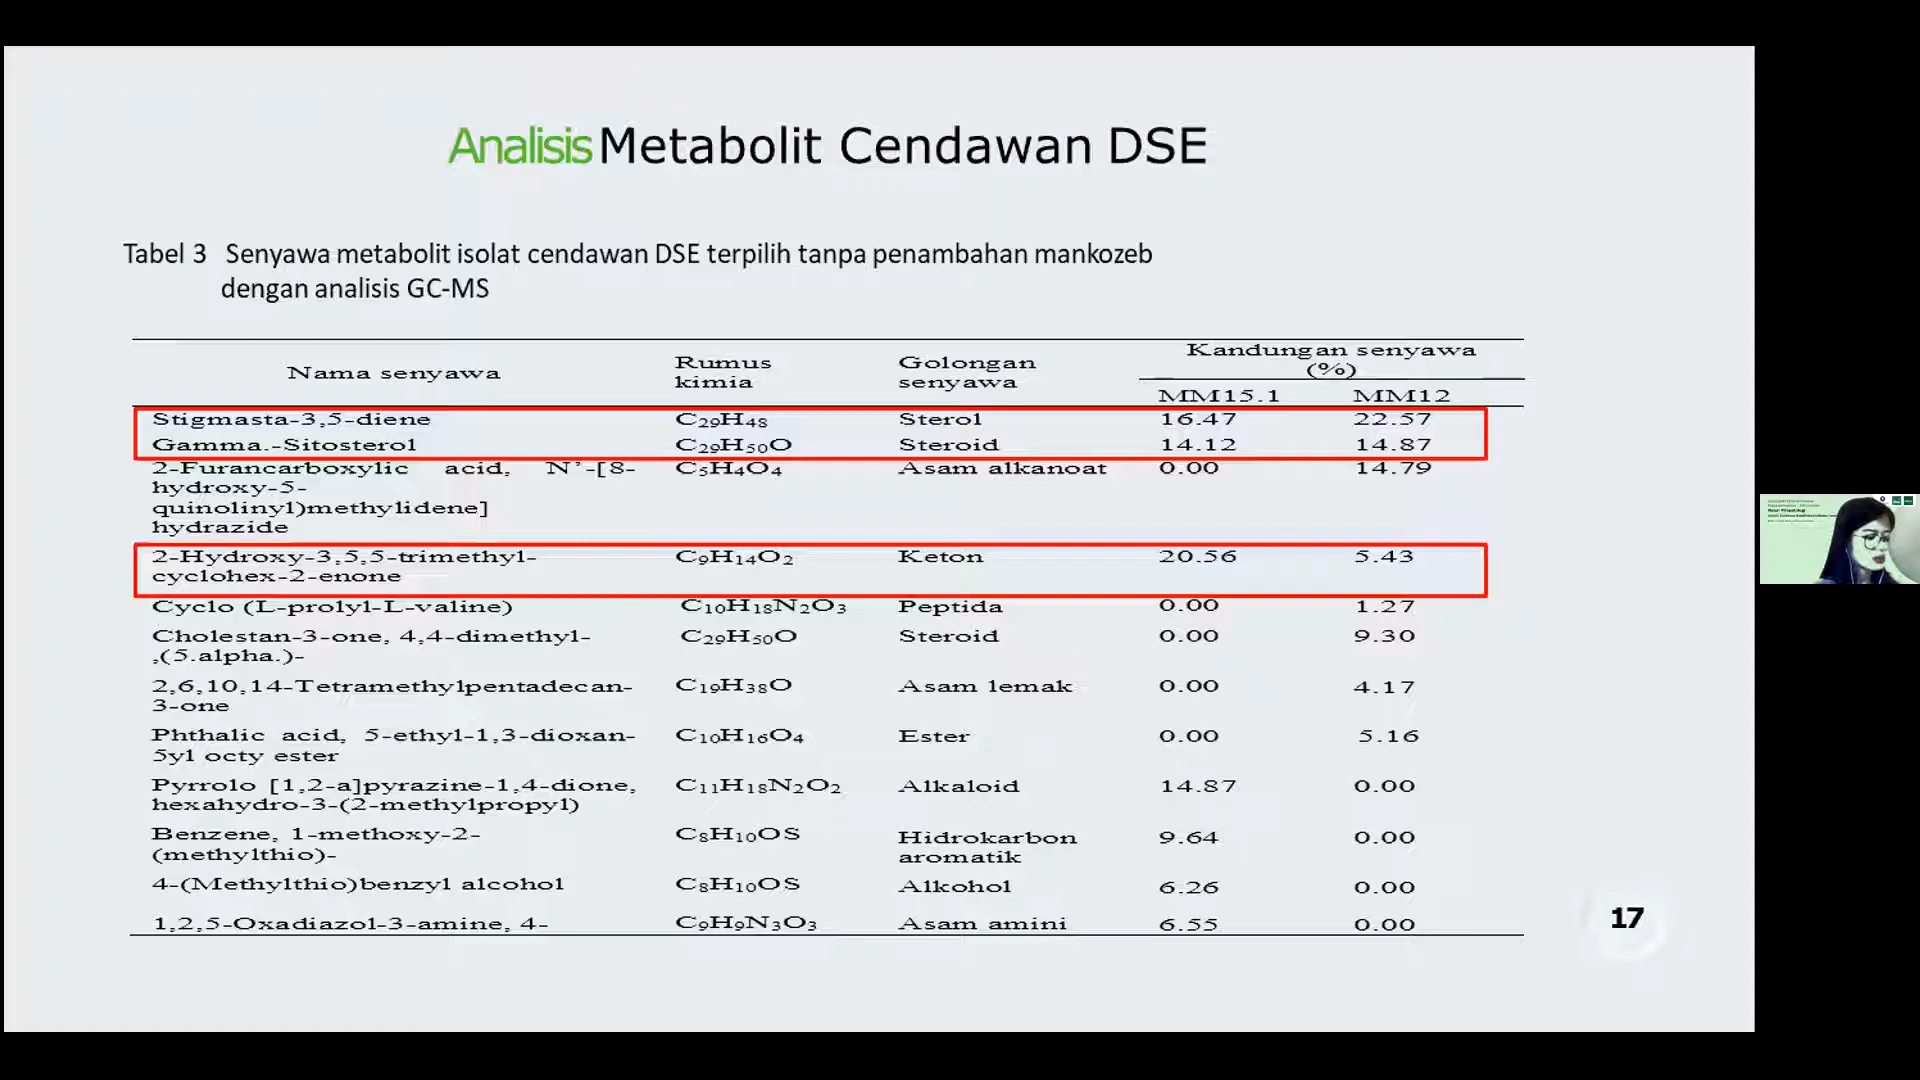 Analisis Metabolit Cendawan DSE
Tabel 3 Senyawa metabolit isolat cendawan DSE terpilih tanpa penambahan mankozeb
dengan analisis GC-MS
Nama senyawa Rumus kimia Golongan senyawa Kandungan senyawa (%)
MM15.1 MM12
Stigmasta-3,5-diene C29H48 Sterol 16.47 22.57
Gamma.-Sitosterol C29H50O Steroid 14.12 14.87
2-Furancarboxylic acid, N’-[8- C5H4O4 Asam alkanoat 0.00 14.79
hydroxy-5-
quinolinyl)methylidene]
hydrazide
2-Hydroxy-3,5,5-trimethyl- C9H14O2 Keton 20.56 5.43
cyclohex-2-enone
Cyclo (L-prolyl-L-valine) C10H18N2O3 Peptida 0.00 1.27
Cholestan-3-one, 4,4-dimethyl- C29H50O Steroid 0.00 9.30
,(5.alpha.)-
2,6,10,14-Tetramethylpentadecan- C19H38O Asam lemak 0.00 4.17
3-one
Phthalic acid, 5-ethyl-1,3-dioxan- C10H16O4 Ester 0.00 5.16
5yl octy ester
Pyrrolo [1,2-a]pyrazine-1,4-dione, C11H18N2O2 Alkaloid 14.87 0.00
hexahydro-3-(2-methylpropyl)
Benzene, 1-methoxy-2- C8H10OS Hidrokarbon 9.64 0.00
(methylthio)- aromatik
4-(Methylthio)benzyl alcohol C8H10OS Alkohol 6.26 0.00
1,2,5-Oxadiazol-3-amine, 4- C9H9N3O3 Asam amini 6.55 0.00
17